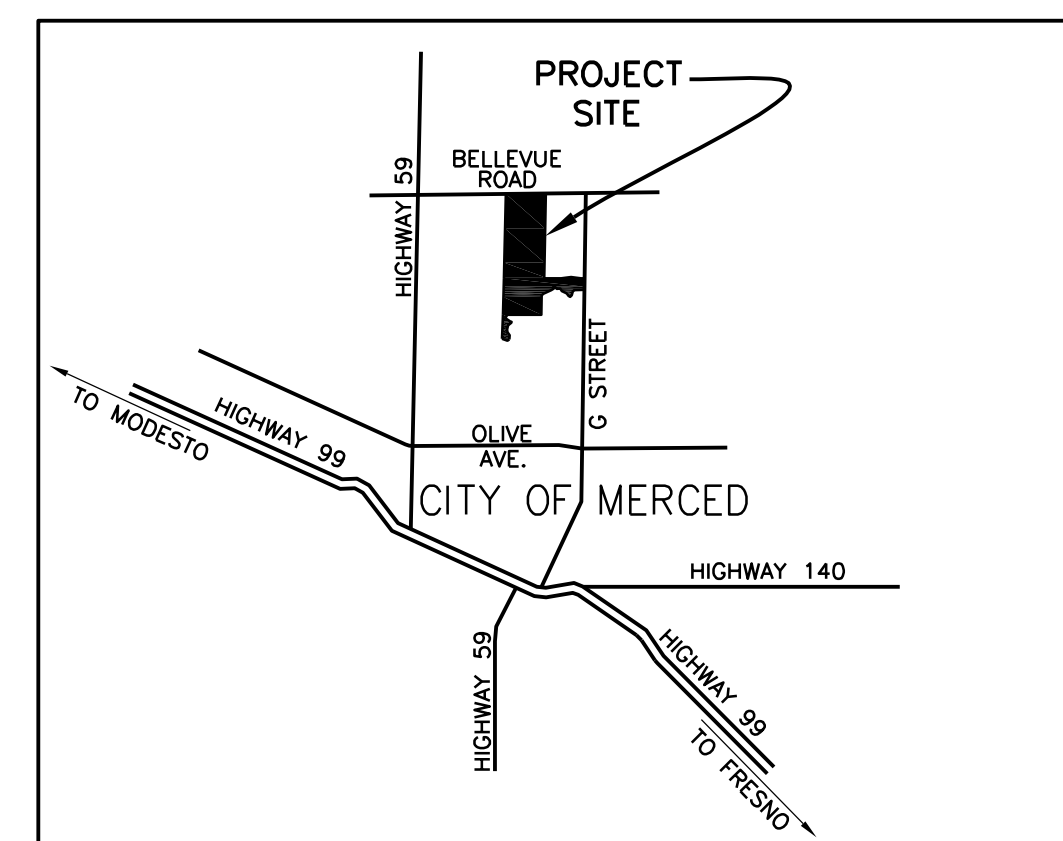 PROJECT
SITE
BELLEVUE
ROAD
HIGHWAY 59
G STREET
TO MODESTO
HIGHWAY 99
OLIVE
AVE.
CITY OF MERCED
HIGHWAY 140
HIGHWAY 59
HIGHWAY 99
TO FRESNO